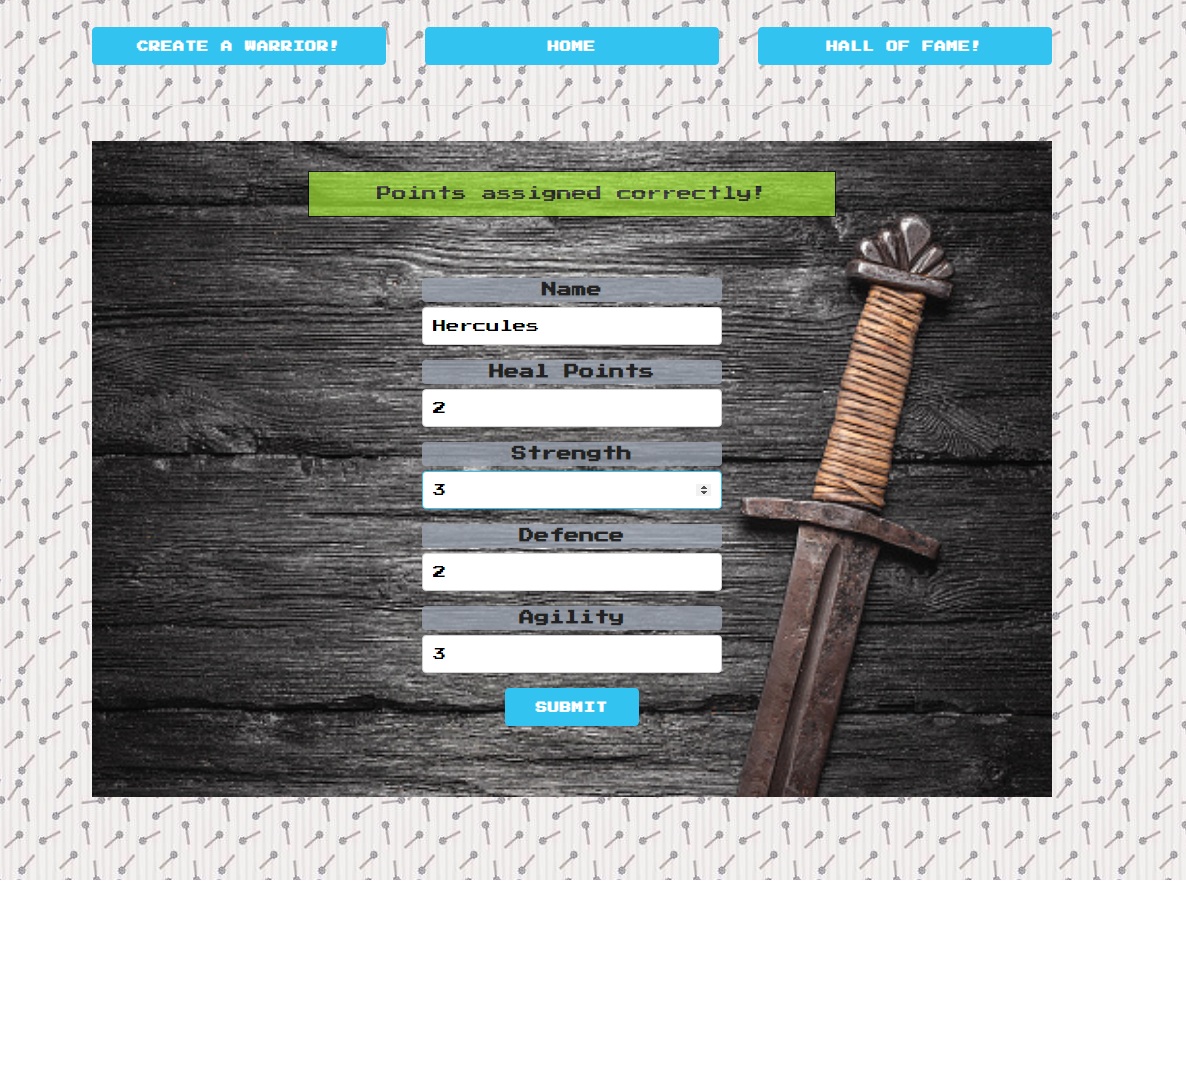 CREATE A WARRIOR!
HOME
HALL OF FAME!
Points assigned correctly!
Name
Hercules
Heal Points
2
Strength
3
Defence
2
Agility
3
SUBMIT